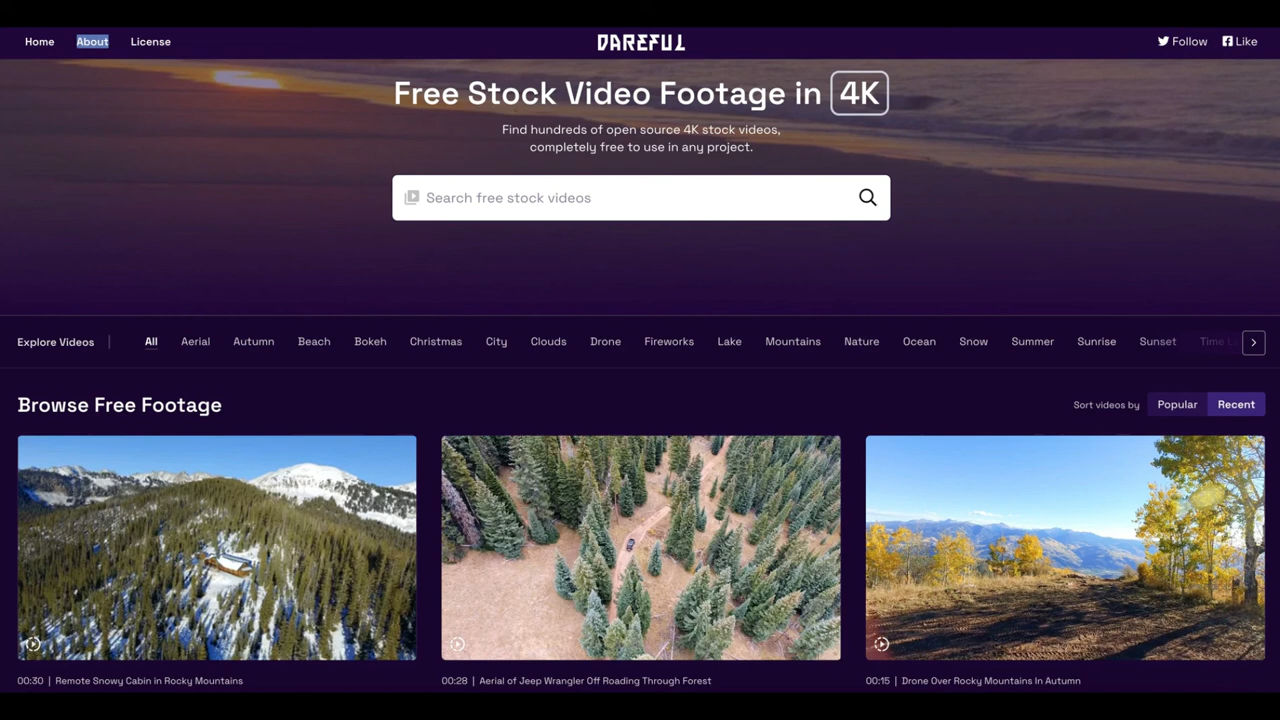 Home About License DAREFUL Follow Like
Free Stock Video Footage in 4K
Find hundreds of open source 4K stock videos,
completely free to use in any project.
Search free stock videos
Explore Videos | All Aerial Autumn Beach Bokeh Christmas City Clouds Drone Fireworks Lake Mountains Nature Ocean Snow Summer Sunrise Sunset Time
Browse Free Footage
Sort videos by Popular Recent
00:30 | Remote Snowy Cabin in Rocky Mountains
00:28 | Aerial of Jeep Wrangler Off Roading Through Forest
00:15 | Drone Over Rocky Mountains In Autumn